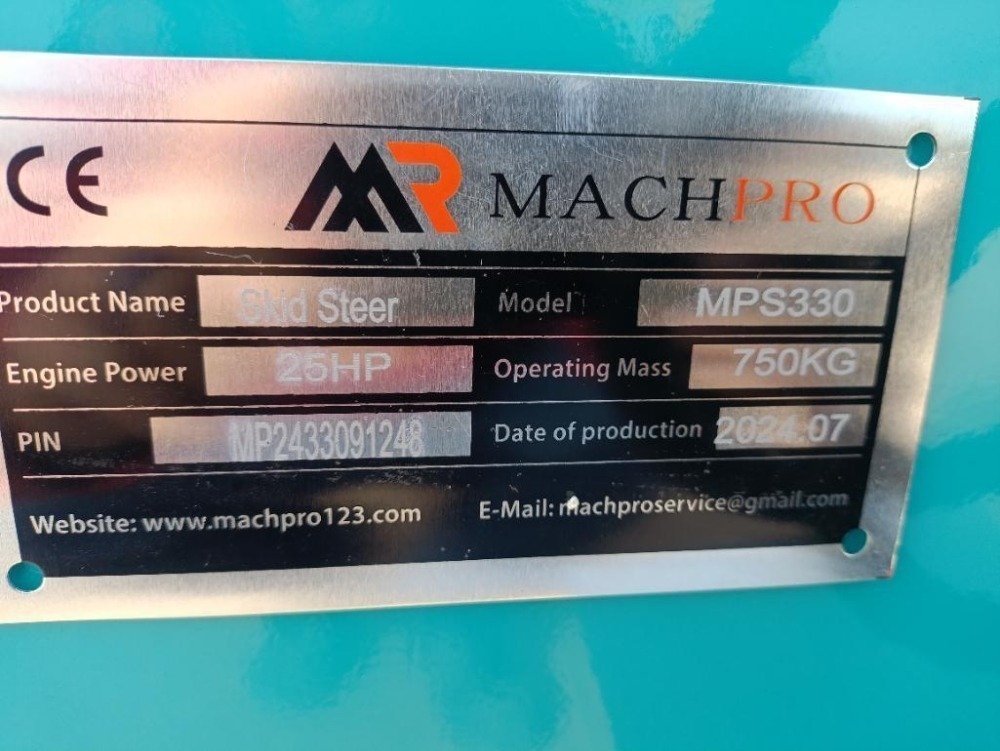 CE MR MACHPRO
Product Name Skid Steer Model MPS330
Engine Power 25HP Operating Mass 750KG
PIN MP2433091248 Date of production 2024.07
Website: www.machpro123.com E-Mail: machproservice@gmail.com